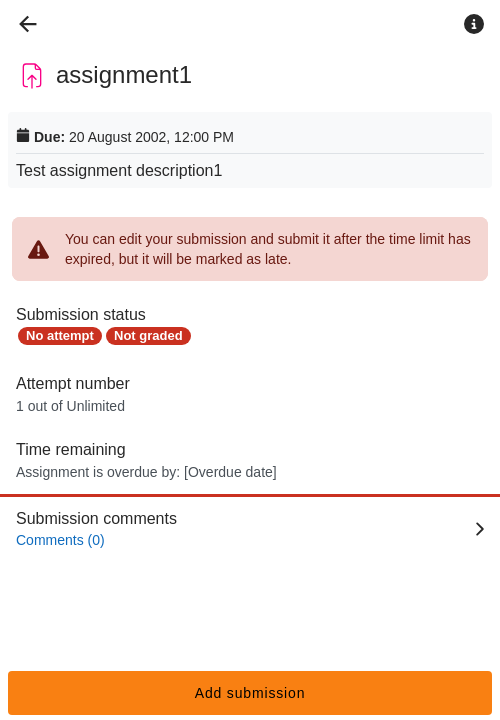 assignment1
Due: 20 August 2002, 12:00 PM
Test assignment description1
You can edit your submission and submit it after the time limit has
expired, but it will be marked as late.
Submission status
No attempt Not graded
Attempt number
1 out of Unlimited
Time remaining
Assignment is overdue by: [Overdue date]
Submission comments
Comments (0)
Add submission